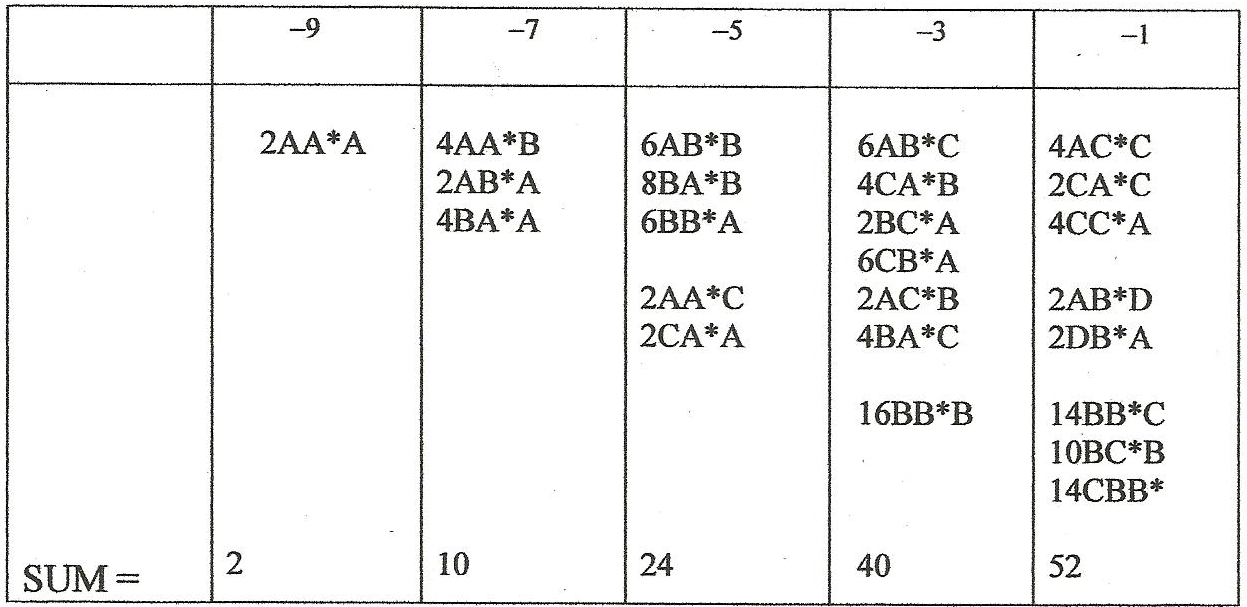 –9 –7 –5 –3 –1
2AA*A 4AA*B 6AB*B 6AB*C 4AC*C
2AB*A 8BA*B 4CA*B 2CA*C
4BA*A 6BB*A 2BC*A 4CC*A
6CB*A
2AA*C 2AC*B 2AB*D
2CA*A 4BA*C 2DB*A
16BB*B 14BB*C
10BC*B
14CBB*
SUM = 2 10 24 40 52